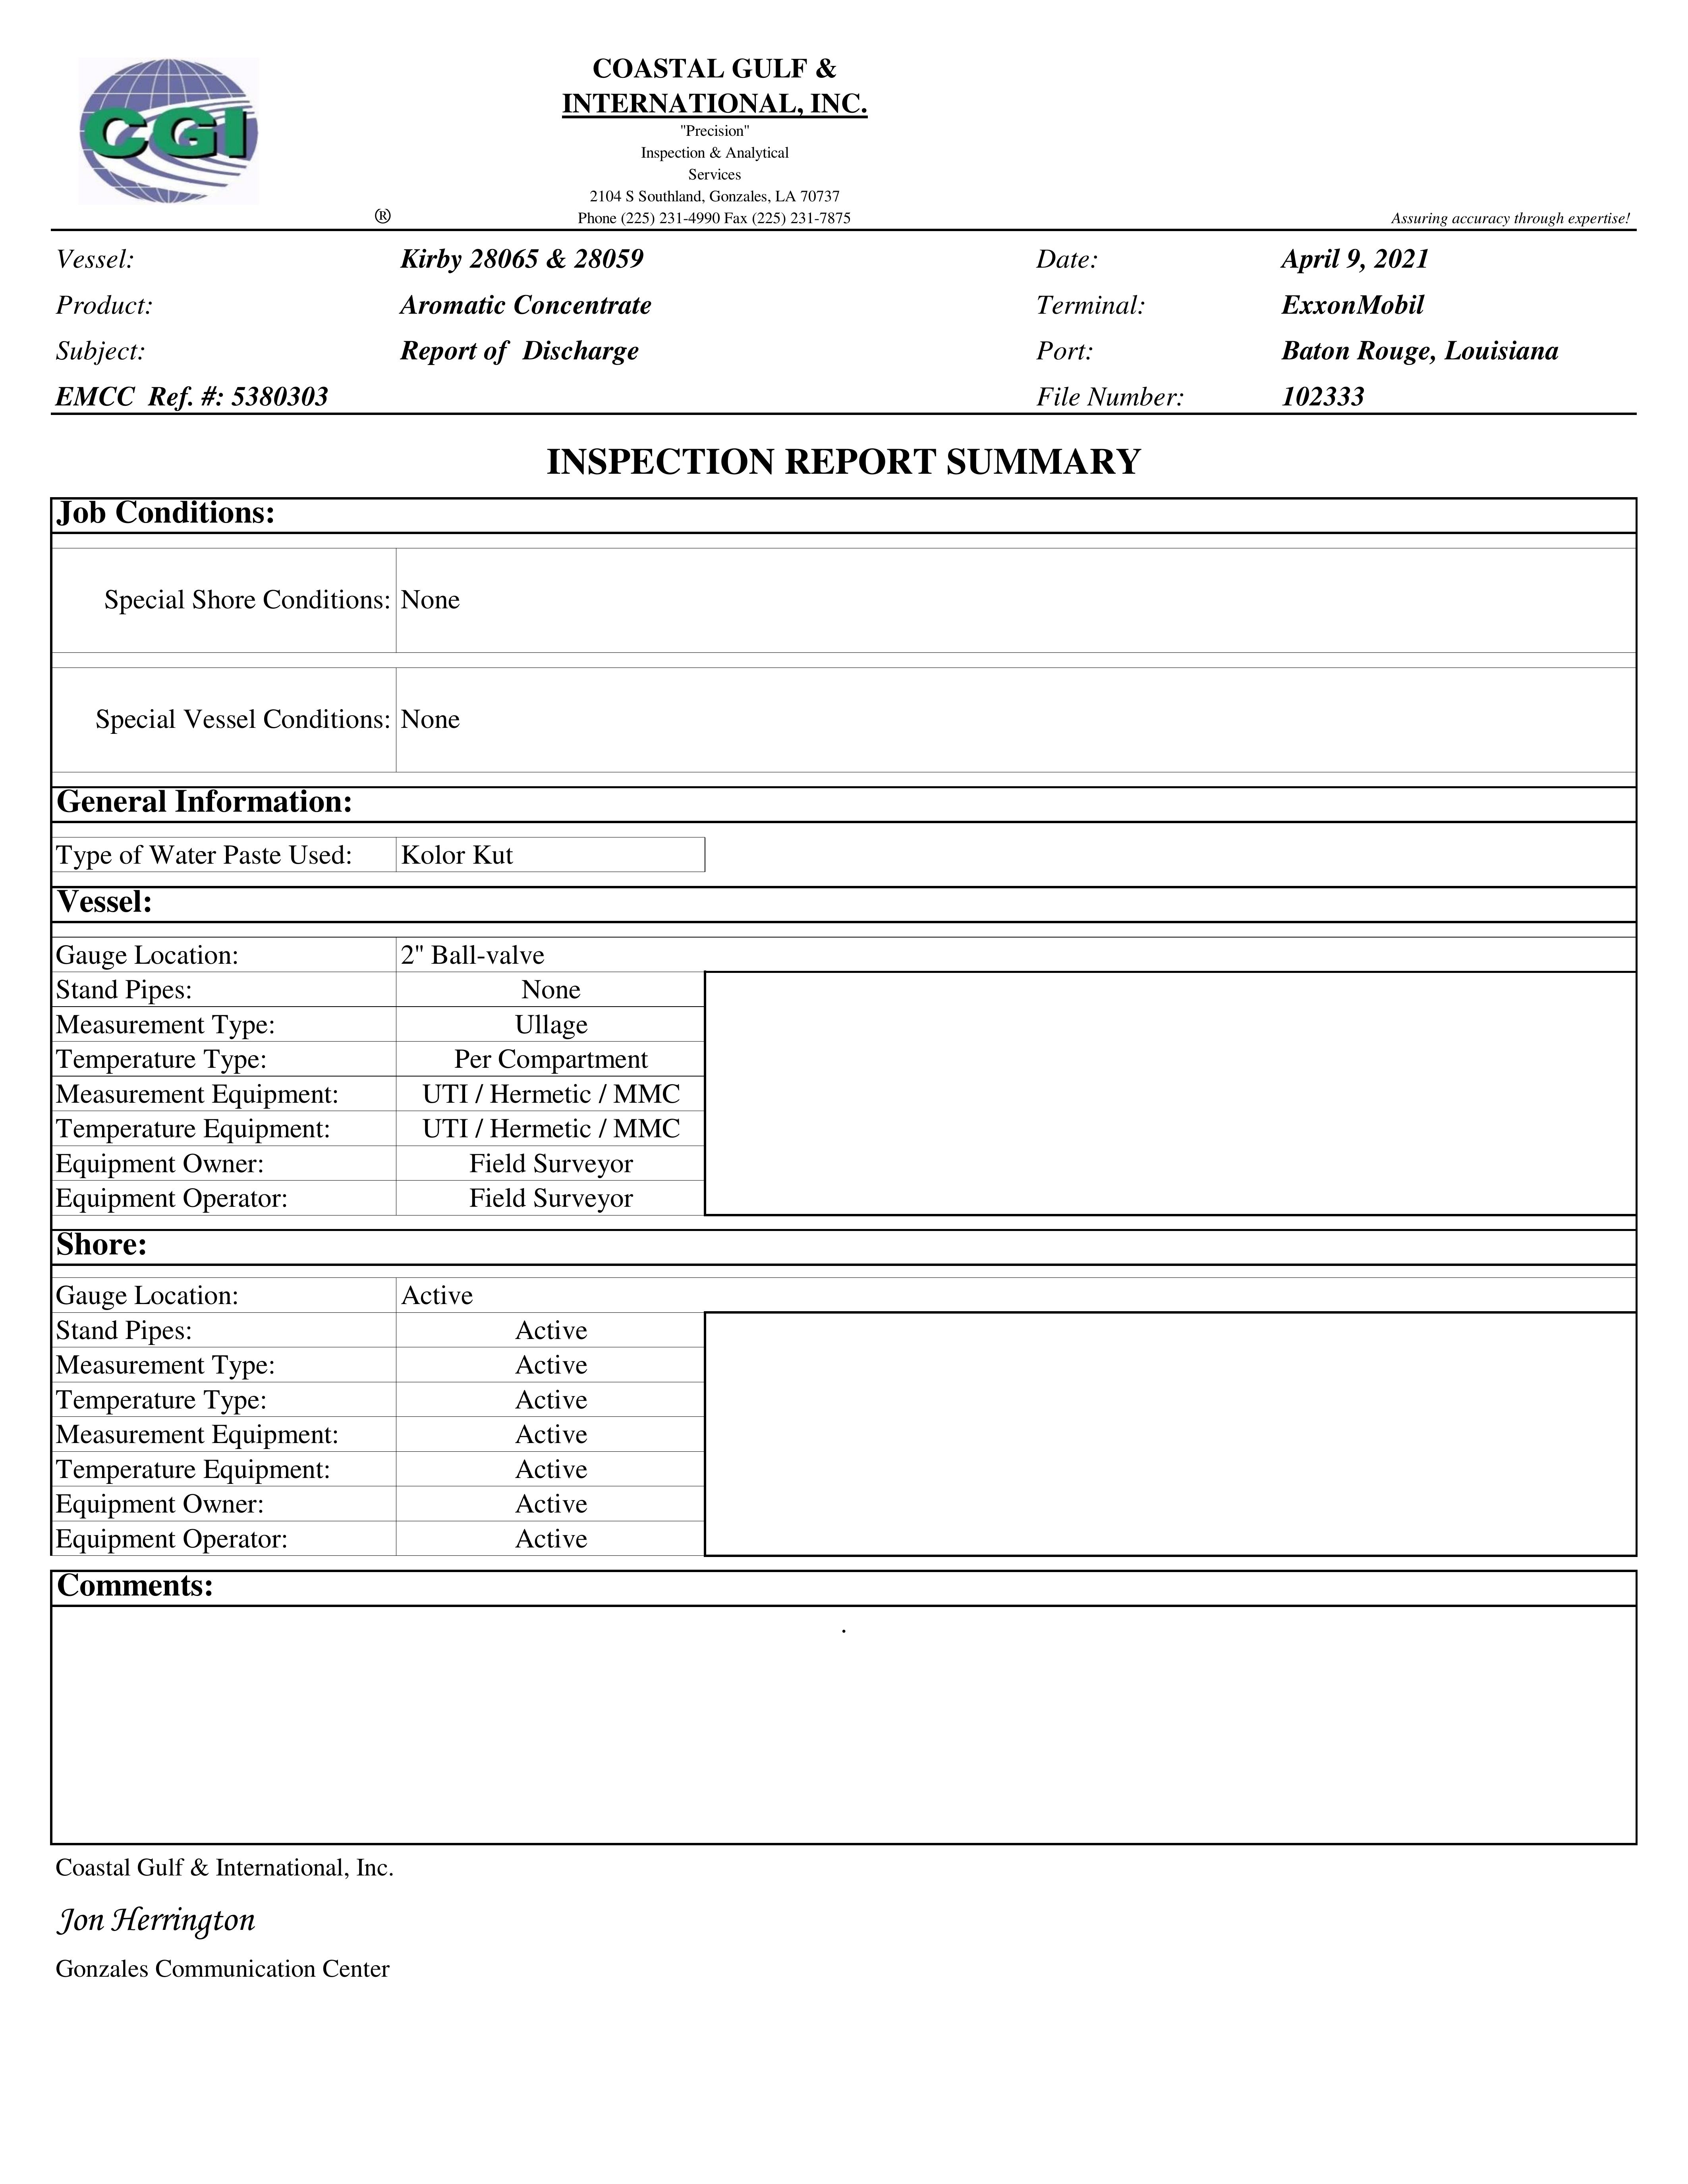 CGI
®
COASTAL GULF &
INTERNATIONAL, INC.
"Precision"
Inspection & Analytical
Services
2104 S Southland, Gonzales, LA 70737
Phone (225) 231-4990 Fax (225) 231-7875
Assuring accuracy through expertise!
Vessel: Kirby 28065 & 28059 Date: April 9, 2021
Product: Aromatic Concentrate Terminal: ExxonMobil
Subject: Report of Discharge Port: Baton Rouge, Louisiana
EMCC Ref. #: 5380303 File Number: 102333
INSPECTION REPORT SUMMARY
Job Conditions:
Special Shore Conditions: None
Special Vessel Conditions: None
General Information:
Type of Water Paste Used: Kolor Kut
Vessel:
Gauge Location: 2" Ball-valve
Stand Pipes: None
Measurement Type: Ullage
Temperature Type: Per Compartment
Measurement Equipment: UTI / Hermetic / MMC
Temperature Equipment: UTI / Hermetic / MMC
Equipment Owner: Field Surveyor
Equipment Operator: Field Surveyor
Shore:
Gauge Location: Active
Stand Pipes: Active
Measurement Type: Active
Temperature Type: Active
Measurement Equipment: Active
Temperature Equipment: Active
Equipment Owner: Active
Equipment Operator: Active
Comments:
.
Coastal Gulf & International, Inc.
Jon Herrington
Gonzales Communication Center